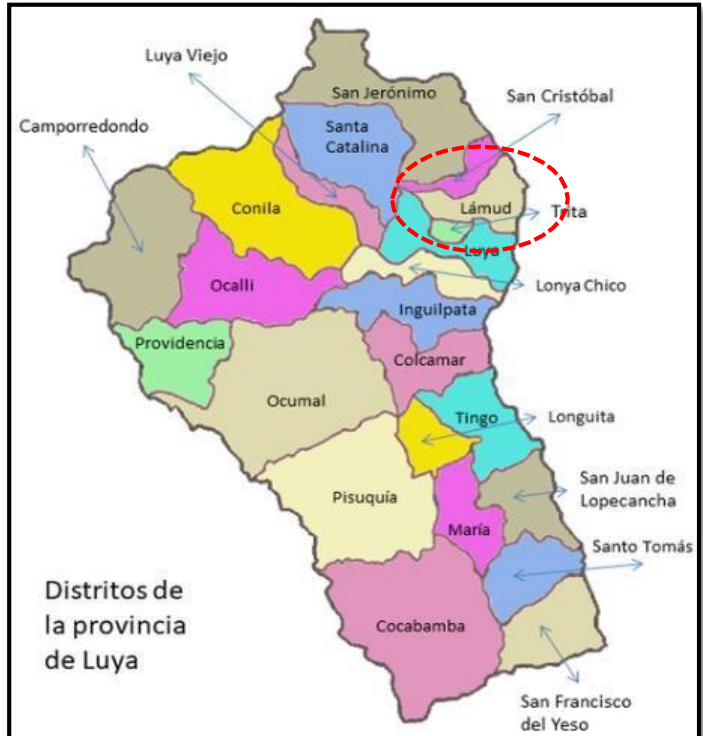 Luya Viejo
San Jerónimo
San Cristóbal
Camporredondo
Santa
Catalina
Conila
Lámud
Trita
Luya
Ocalli
Lonya Chico
Inguilpata
Providencia
Colcamar
Ocumal
Tingo
Longuita
San Juan de
Lopecancha
Pisuquía
María
Santo Tomás
Distritos de
la provincia
de Luya
Cocabamba
San Francisco
del Yeso